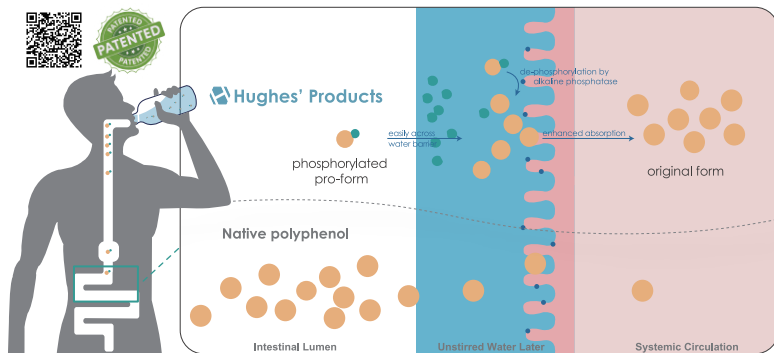 PATENTED
PATENTED
PATENTED
Hughes' Products
de-phosphorylation by
alkaline phosphatase
easily across
water barrier
enhanced absorption
phosphorylated
pro-form
original form
Native polyphenol
Intestinal Lumen
Unstirred Water Later
Systemic Circulation